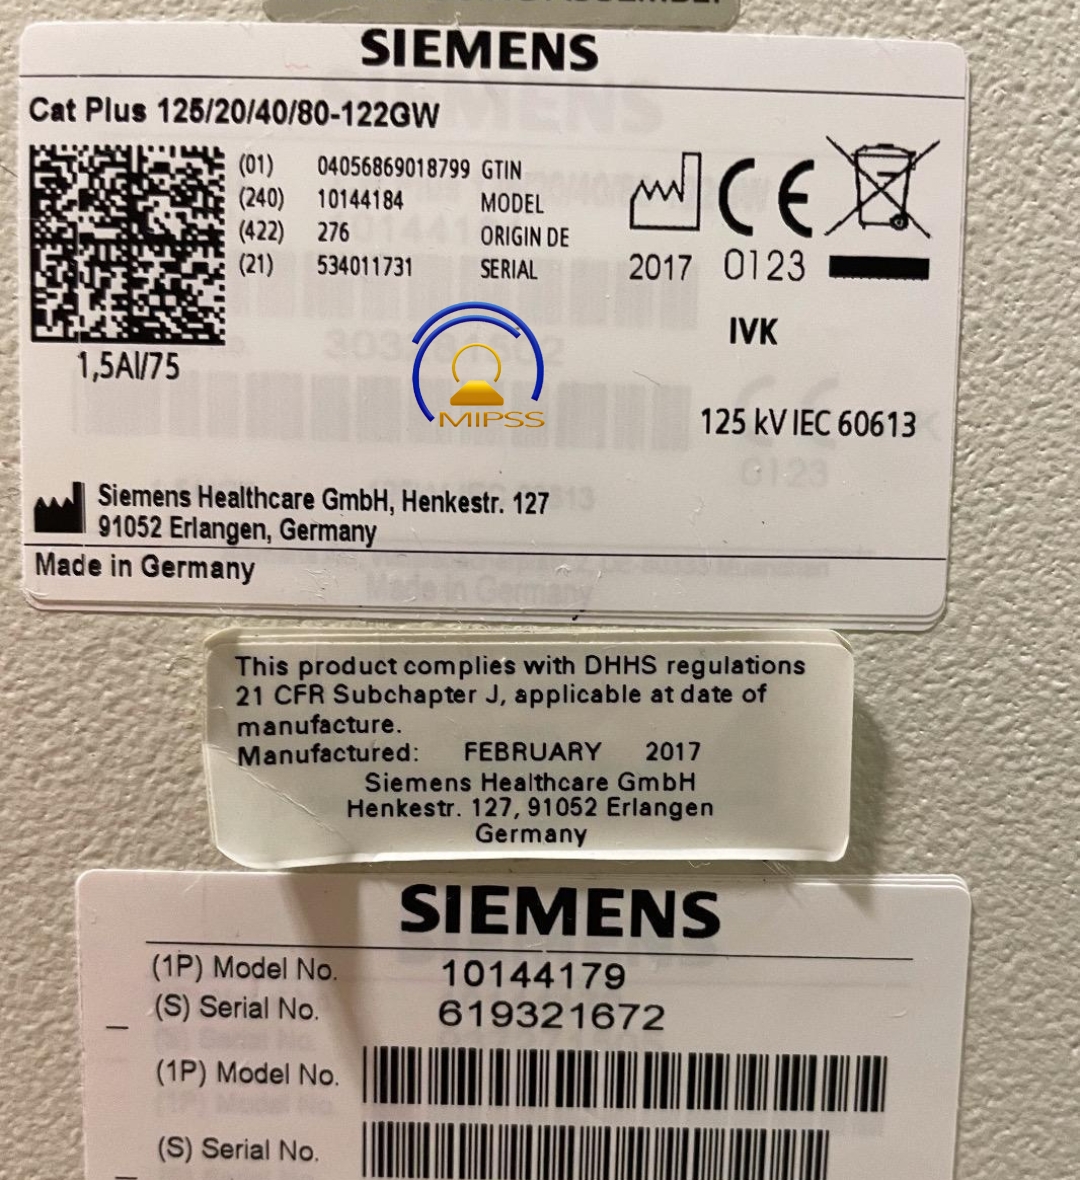 SIEMENS
Cat Plus 125/20/40/80-122GW
(01) 04056869018799 GTIN
(240) 10144184 MODEL
(422) 276 ORIGIN DE
(21) 534011731 SERIAL
2017 CE 0123
IVK
1,5Al/75
MIPSS
125 kV IEC 60613
Siemens Healthcare GmbH, Henkestr. 127
91052 Erlangen, Germany
Made in Germany
This product complies with DHHS regulations
21 CFR Subchapter J, applicable at date of
manufacture.
Manufactured: FEBRUARY 2017
Siemens Healthcare GmbH
Henkestr. 127, 91052 Erlangen
Germany
SIEMENS
(1P) Model No. 10144179
(S) Serial No. 619321672
(1P) Model No.
(S) Serial No.